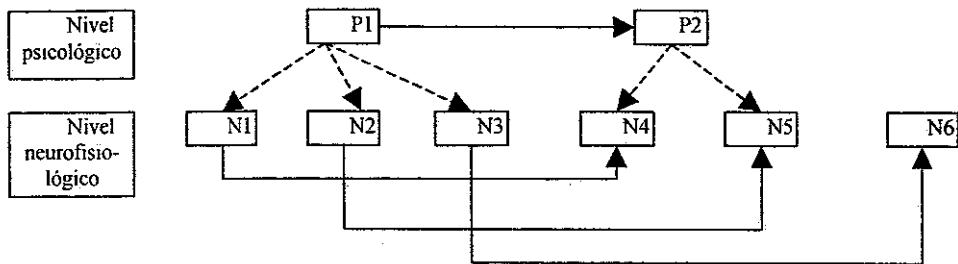 Nivel
psicológico
P1
P2
Nivel
neurofisio-
lógico
N1
N2
N3
N4
N5
N6